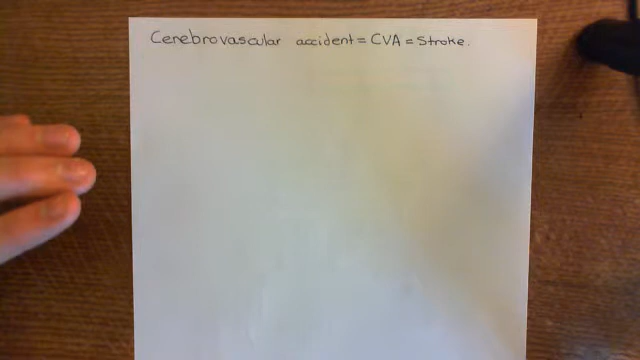 Cerebrovascular accident = CVA = Stroke.